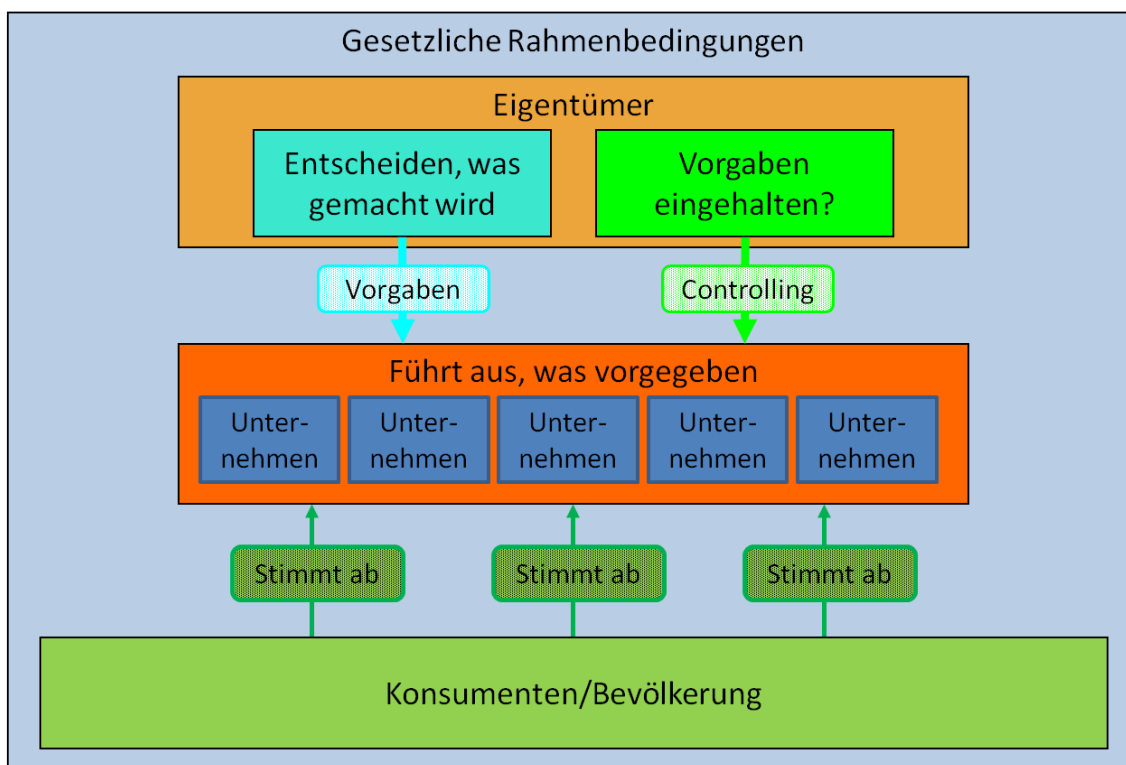 Gesetzliche Rahmenbedingungen
Eigentümer
Entscheiden, was
gemacht wird
Vorgaben
eingehalten?
Vorgaben
Controlling
Führt aus, was vorgegeben
Unter-
nehmen
Unter-
nehmen
Unter-
nehmen
Unter-
nehmen
Unter-
nehmen
Stimmt ab
Stimmt ab
Stimmt ab
Konsumenten/Bevölkerung